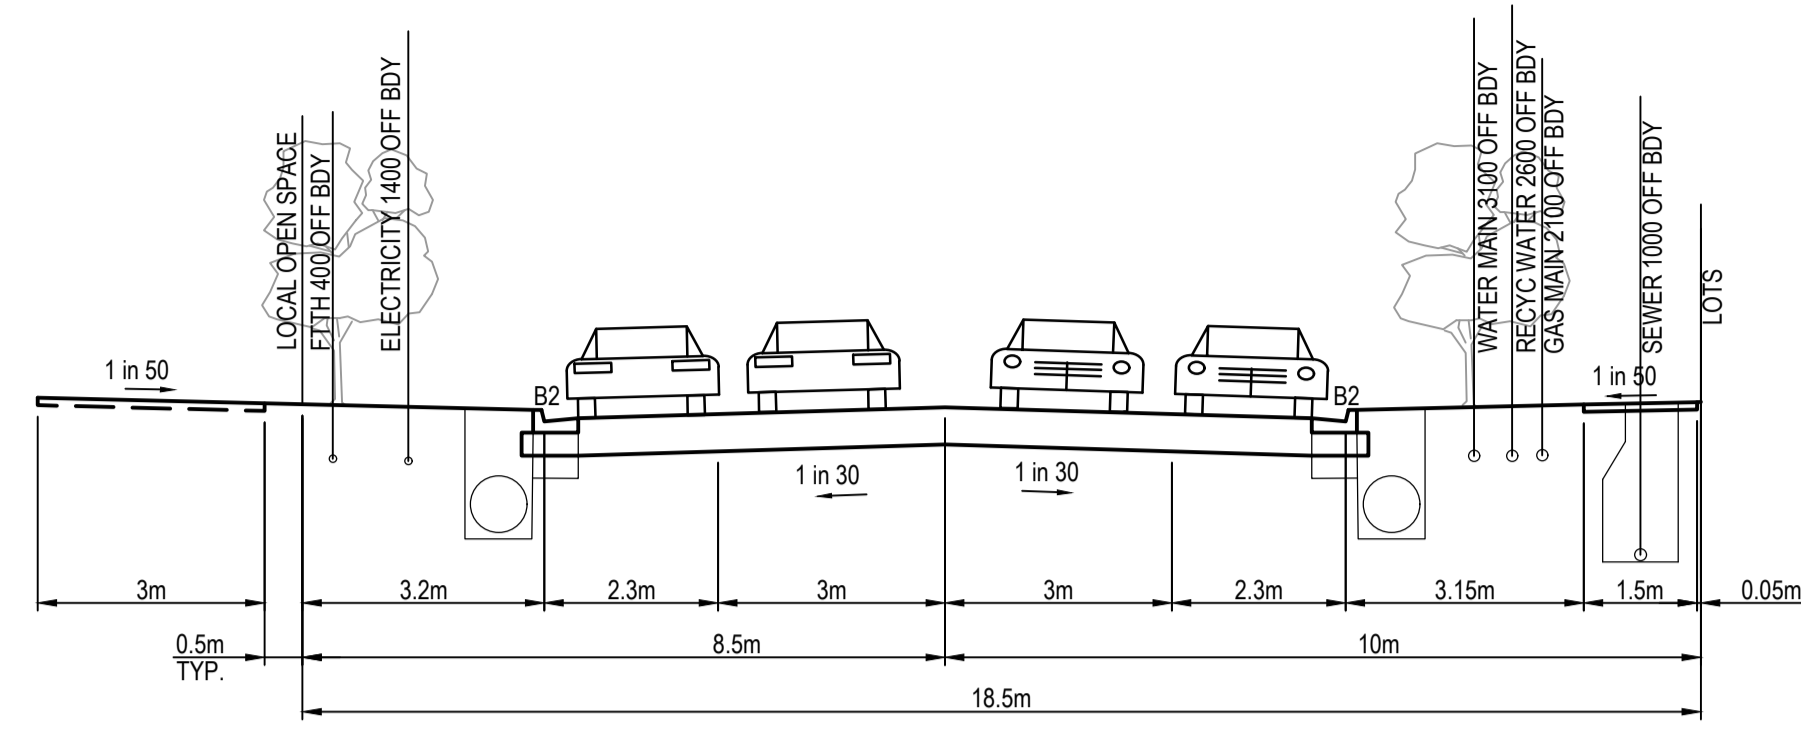 LOCAL OPEN SPACE
FTTH 400 OFF BDY
ELECTRICITY 1400 OFF BDY
WATER MAIN 3100 OFF BDY
RECYC WATER 2600 OFF BDY
GAS MAIN 2100 OFF BDY
SEWER 1000 OFF BDY
LOTS
1 in 50
B2
B2
1 in 50
1 in 30
1 in 30
3m
3.2m
2.3m
3m
3m
2.3m
3.15m
1.5m
0.05m
0.5m
TYP.
8.5m
10m
18.5m